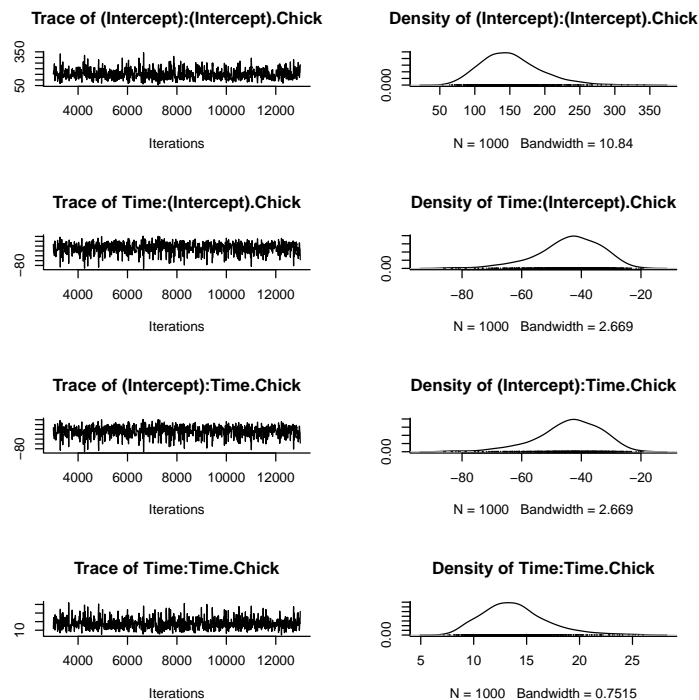 Trace of (Intercept):(Intercept).Chick
350
50
4000 6000 8000 10000 12000
Iterations
Density of (Intercept):(Intercept).Chick
0.000
50 100 150 200 250 300 350
N = 1000 Bandwidth = 10.84
Trace of Time:(Intercept).Chick
−80
4000 6000 8000 10000 12000
Iterations
Density of Time:(Intercept).Chick
0.00
−80 −60 −40 −20
N = 1000 Bandwidth = 2.669
Trace of (Intercept):Time.Chick
−80
4000 6000 8000 10000 12000
Iterations
Density of (Intercept):Time.Chick
0.00
−80 −60 −40 −20
N = 1000 Bandwidth = 2.669
Trace of Time:Time.Chick
10
4000 6000 8000 10000 12000
Iterations
Density of Time:Time.Chick
0.00
5 10 15 20 25
N = 1000 Bandwidth = 0.7515